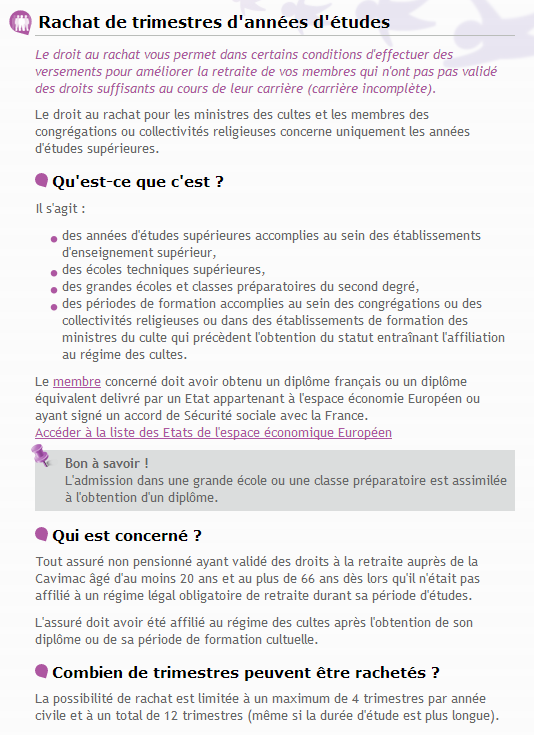 Rachat de trimestres d'années d'études
Le droit au rachat vous permet dans certains conditions d'effectuer des
versements pour améliorer la retraite de vos membres qui n'ont pas pas validé
des droits suffisants au cours de leur carrière (carrière incomplète).
Le droit au rachat pour les ministres des cultes et les membres des
congrégations ou collectivités religieuses concerne uniquement les années
d'études supérieures.
Qu'est-ce que c'est ?
Il s'agit :
des années d'études supérieures accomplies au sein des établissements
d'enseignement supérieur,
des écoles techniques supérieures,
des grandes écoles et classes préparatoires du second degré,
des périodes de formation accomplies au sein des congrégations ou des
collectivités religieuses ou dans des établissements de formation des
ministres du culte qui précèdent l'obtention du statut entraînant l'affiliation
au régime des cultes.
Le membre concerné doit avoir obtenu un diplôme français ou un diplôme
équivalent delivré par un Etat appartenant à l'espace économie Européen ou
ayant signé un accord de Sécurité sociale avec la France.
Accéder à la liste des Etats de l'espace économique Européen
Bon à savoir !
L'admission dans une grande école ou une classe préparatoire est assimilée
à l'obtention d'un diplôme.
Qui est concerné ?
Tout assuré non pensionné ayant validé des droits à la retraite auprès de la
Cavimac âgé d'au moins 20 ans et au plus de 66 ans dès lors qu'il n'était pas
affilié à un régime légal obligatoire de retraite durant sa période d'études.
L'assuré doit avoir été affilié au régime des cultes après l'obtention de son
diplôme ou de sa période de formation cultuelle.
Combien de trimestres peuvent être rachetés ?
La possibilité de rachat est limitée à un maximum de 4 trimestres par année
civile et à un total de 12 trimestres (même si la durée d'étude est plus longue).